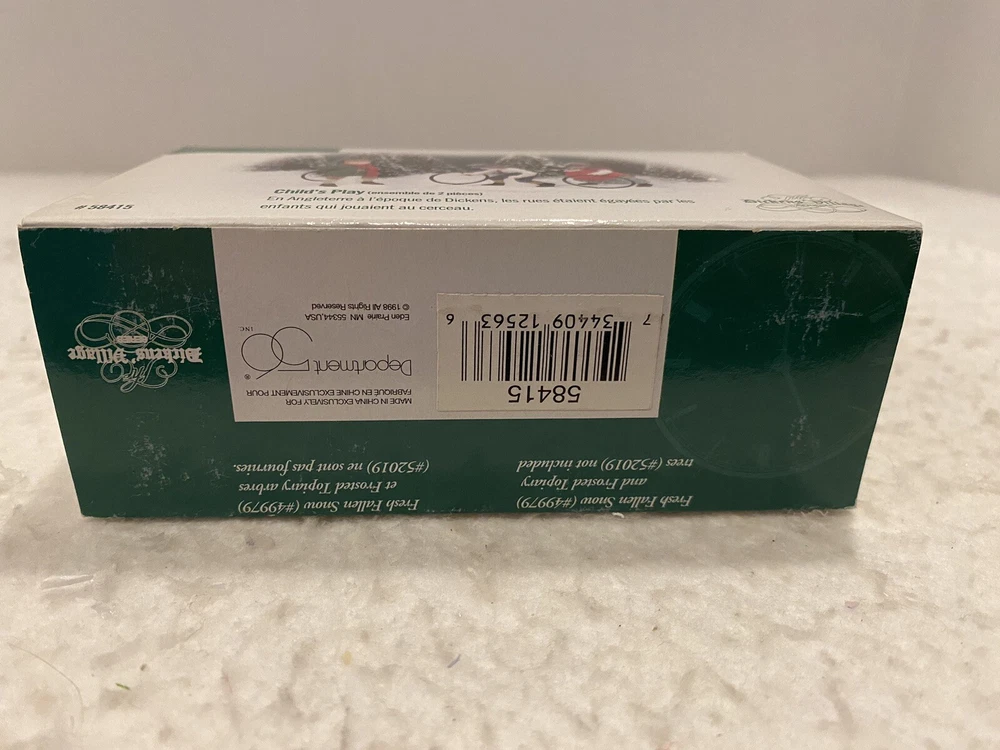 Child's Play (ensemble de 2 pièces)
En Angleterre à l'époque de Dickens, les rues étaient égayées par les
enfants qui jouaient au cerceau.
# 58415
58415
7 34409 12563 6
MADE IN CHINA EXCLUSIVELY FOR
FABRIQUÉ EN CHINE EXCLUSIVEMENT POUR
Department 56 ®
INC.
Eden Prairie MN 55344,USA
© 1998 All Rights Reserved
The
Dickens' Village
SERIES
Fresh Fallen Snow (#49979)
and Frosted Topiary
trees (#52019) not included
Fresh Fallen Snow (#49979)
et Frosted Topiary arbres
(#52019) ne sont pas fournies.